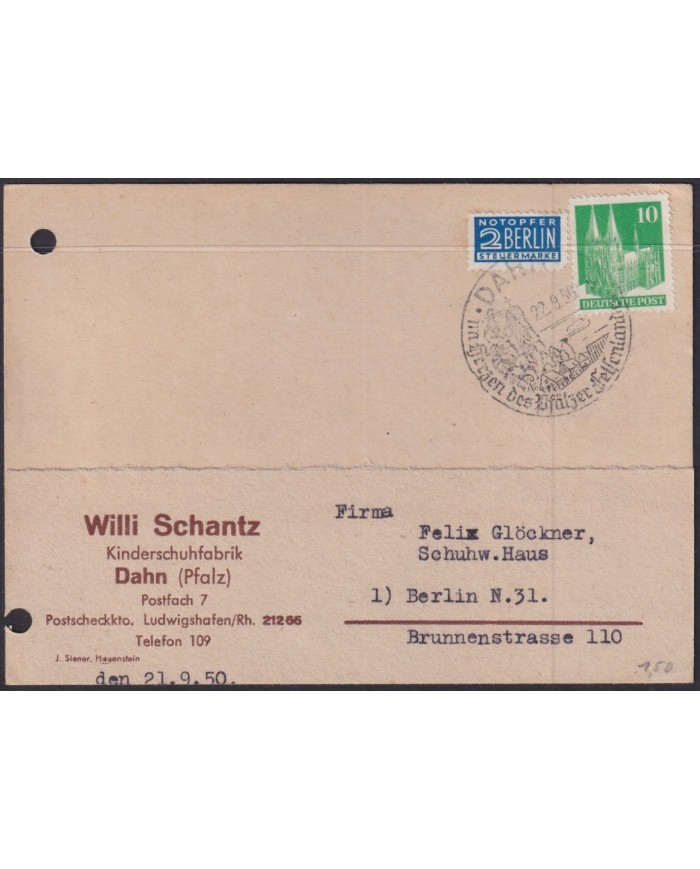 NOTOPFER
2 BERLIN
STEUERMARKE
10
DEUTSCHE POST
DAHN
22.9.50
im Herzen des Pfälzer Felsenland
Willi Schantz
Kinderschuhfabrik
Dahn (Pfalz)
Postfach 7
Postscheckkto. Ludwigshafen/Rh. 21266
Telefon 109
J. Siener, Hauenstein
den 21.9.50.
Firma
Felix Glöckner,
Schuhw.Haus
1) Berlin N.31.
Brunnenstrasse 110
1,50